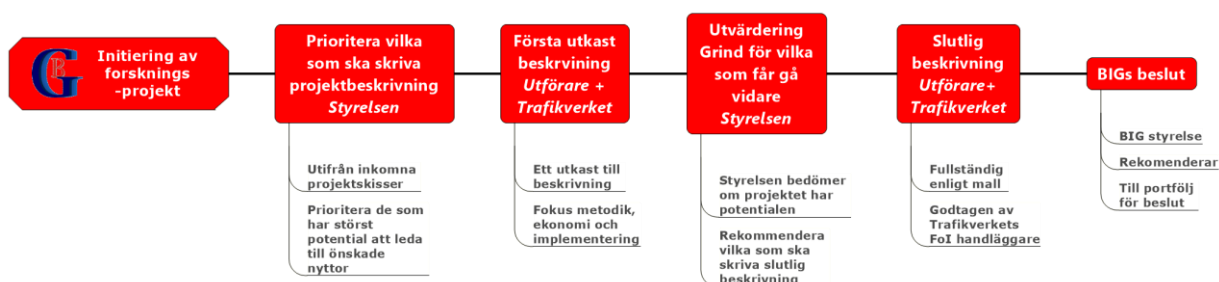 GB
Initiering av
forsknings
-projekt
Prioritera vilka
som ska skriva
projektbeskrivning
Styrelsen
Utifrån inkomna
projektskisser
Prioritera de som
har störst
potential att leda
till önskade
nyttor
Första utkast
beskrvining
Utförare +
Trafikverket
Ett utkast till
beskrivning
Fokus metodik,
ekonomi och
implementering
Utvärdering
Grind för vilka
som får gå
vidare
Styrelsen
Styrelsen bedömer
om projektet har
potentialen
Rekommendera
vilka som ska
skriva slutlig
beskrivning
Slutlig
beskrivning
Utförare+
Trafikverket
Fullständig
enligt mall
Godtagen av
Trafikverkets
FoI handläggare
BIGs beslut
BIG styrelse
Rekomenderar
Till portfölj
för beslut